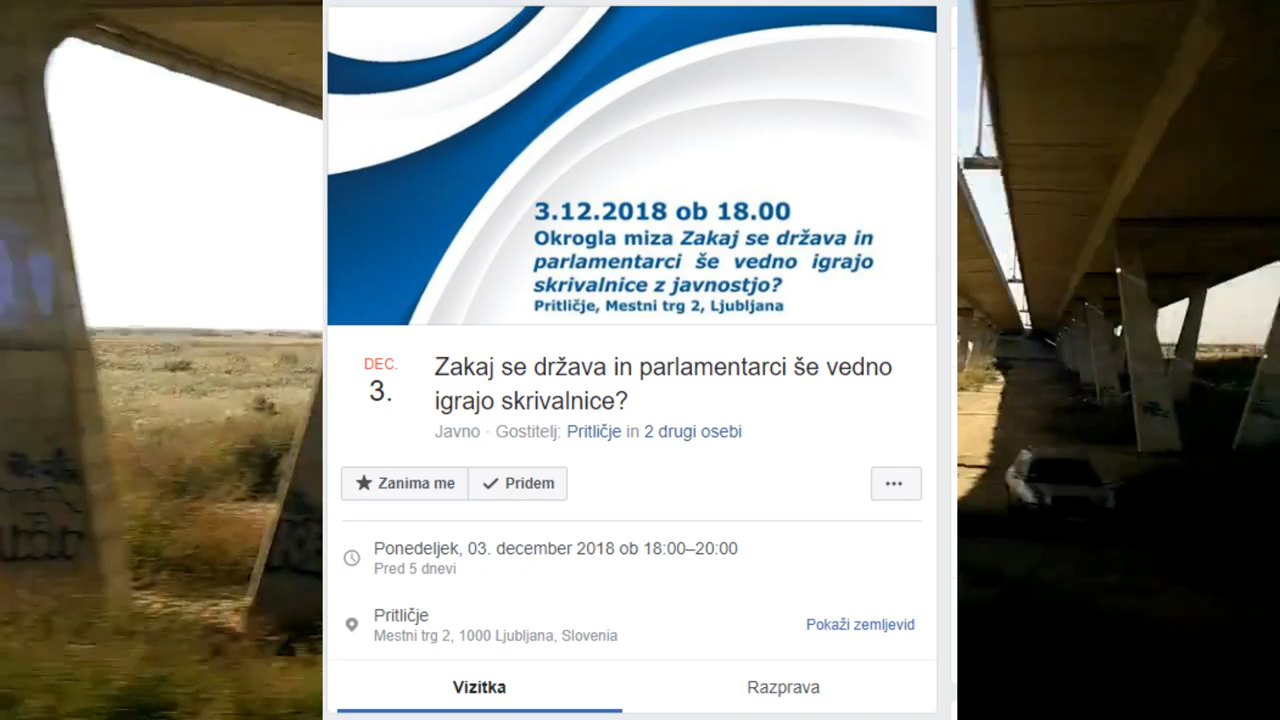 3.12.2018 ob 18.00
Okrogla miza Zakaj se država in
parlamentarci še vedno igrajo
skrivalnice z javnostjo?
Pritličje, Mestni trg 2, Ljubljana
DEC.
3.
Zakaj se država in parlamentarci še vedno
igrajo skrivalnice?
Javno · Gostitelj: Pritličje in 2 drugi osebi
Zanima me
Pridem
Ponedeljek, 03. december 2018 ob 18:00–20:00
Pred 5 dnevi
Pritličje
Mestni trg 2, 1000 Ljubljana, Slovenia
Pokaži zemljevid
Vizitka
Razprava